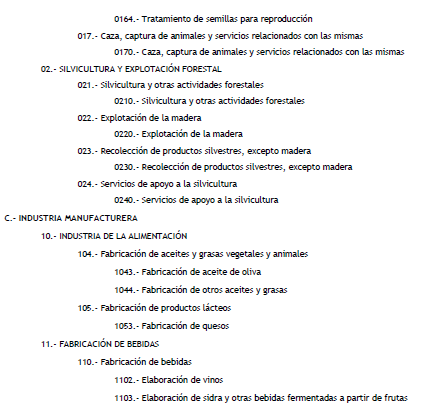 0164.- Tratamiento de semillas para reproducción
017.- Caza, captura de animales y servicios relacionados con las mismas
0170.- Caza, captura de animales y servicios relacionados con las mismas
02.- SILVICULTURA Y EXPLOTACIÓN FORESTAL
021.- Silvicultura y otras actividades forestales
0210.- Silvicultura y otras actividades forestales
022.- Explotación de la madera
0220.- Explotación de la madera
023.- Recolección de productos silvestres, excepto madera
0230.- Recolección de productos silvestres, excepto madera
024.- Servicios de apoyo a la silvicultura
0240.- Servicios de apoyo a la silvicultura
C.- INDUSTRIA MANUFACTURERA
10.- INDUSTRIA DE LA ALIMENTACIÓN
104.- Fabricación de aceites y grasas vegetales y animales
1043.- Fabricación de aceite de oliva
1044.- Fabricación de otros aceites y grasas
105.- Fabricación de productos lácteos
1053.- Fabricación de quesos
11.- FABRICACIÓN DE BEBIDAS
110.- Fabricación de bebidas
1102.- Elaboración de vinos
1103.- Elaboración de sidra y otras bebidas fermentadas a partir de frutas